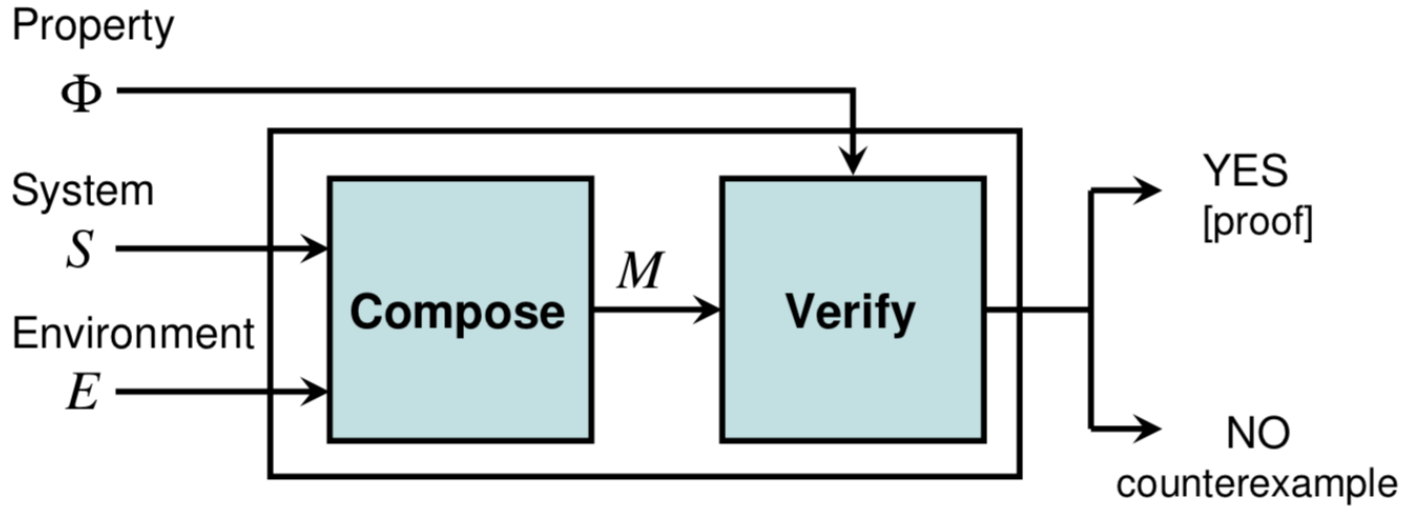 Property
Φ
System
S
Environment
E
Compose
M
Verify
YES
[proof]
NO
counterexample